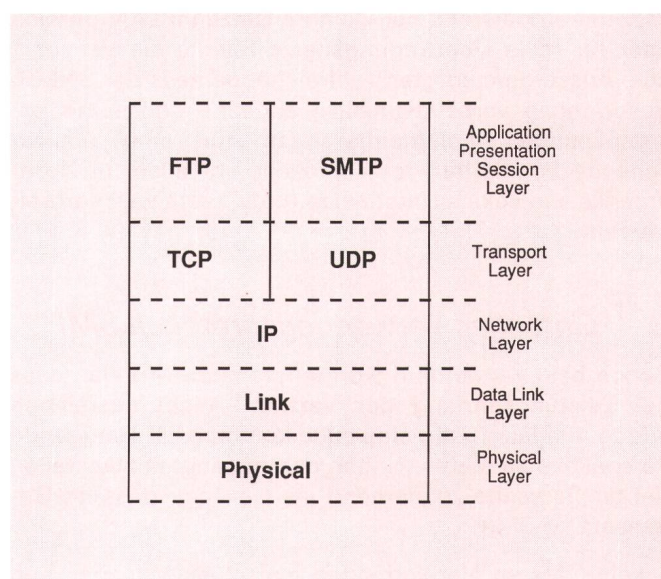 FTP SMTP Application
Presentation
Session
Layer
TCP UDP Transport
Layer
IP Network
Layer
Link Data Link
Layer
Physical Physical
Layer